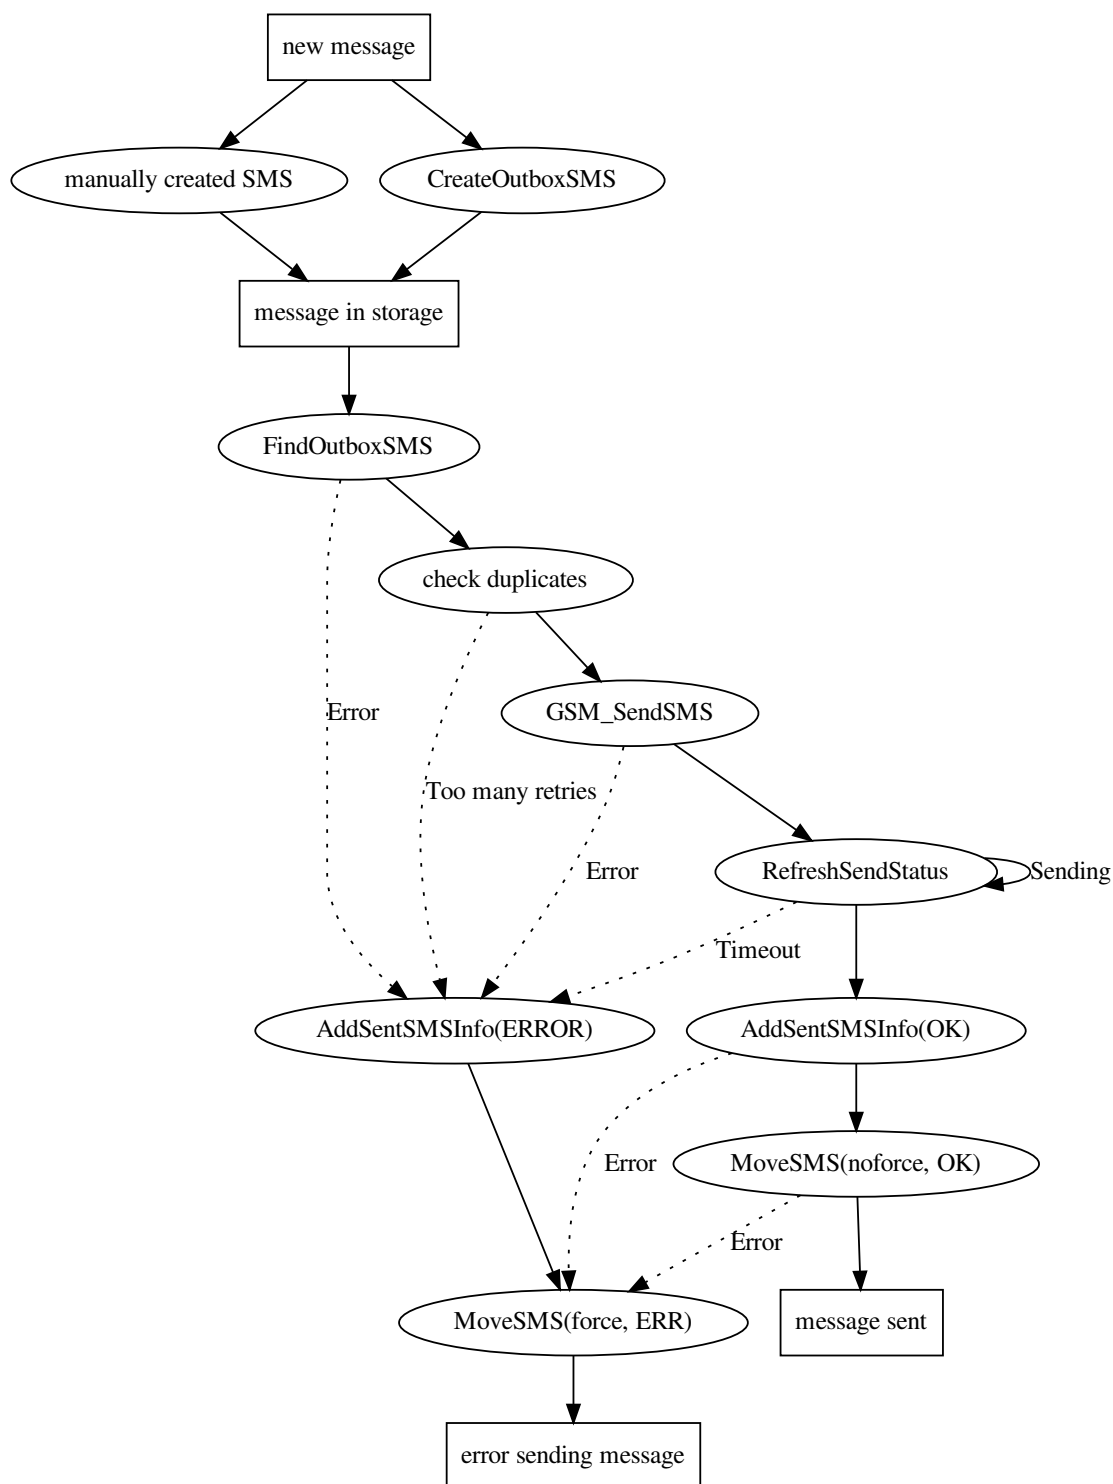 new message
manually created SMS
CreateOutboxSMS
message in storage
FindOutboxSMS
check duplicates
GSM_SendSMS
Error
Too many retries
Error
RefreshSendStatus
Sending
Timeout
AddSentSMSInfo(ERROR)
AddSentSMSInfo(OK)
Error
MoveSMS(noforce, OK)
Error
MoveSMS(force, ERR)
message sent
error sending message